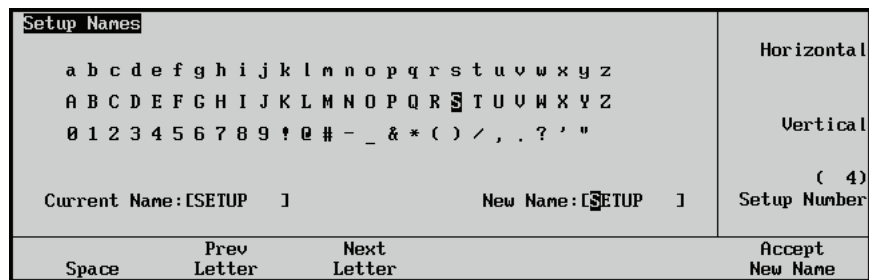 Setup Names
Horizontal
a b c d e f g h i j k l m n o p q r s t u v w x y z
A B C D E F G H I J K L M N O P Q R S T U V W X Y Z
0 1 2 3 4 5 6 7 8 9 ! @ # - _ & * ( ) / , . ? ' "
Vertical
( 4)
Current Name:[SETUP ] New Name:[SETUP ] Setup Number
Prev Next Accept
Space Letter Letter New Name